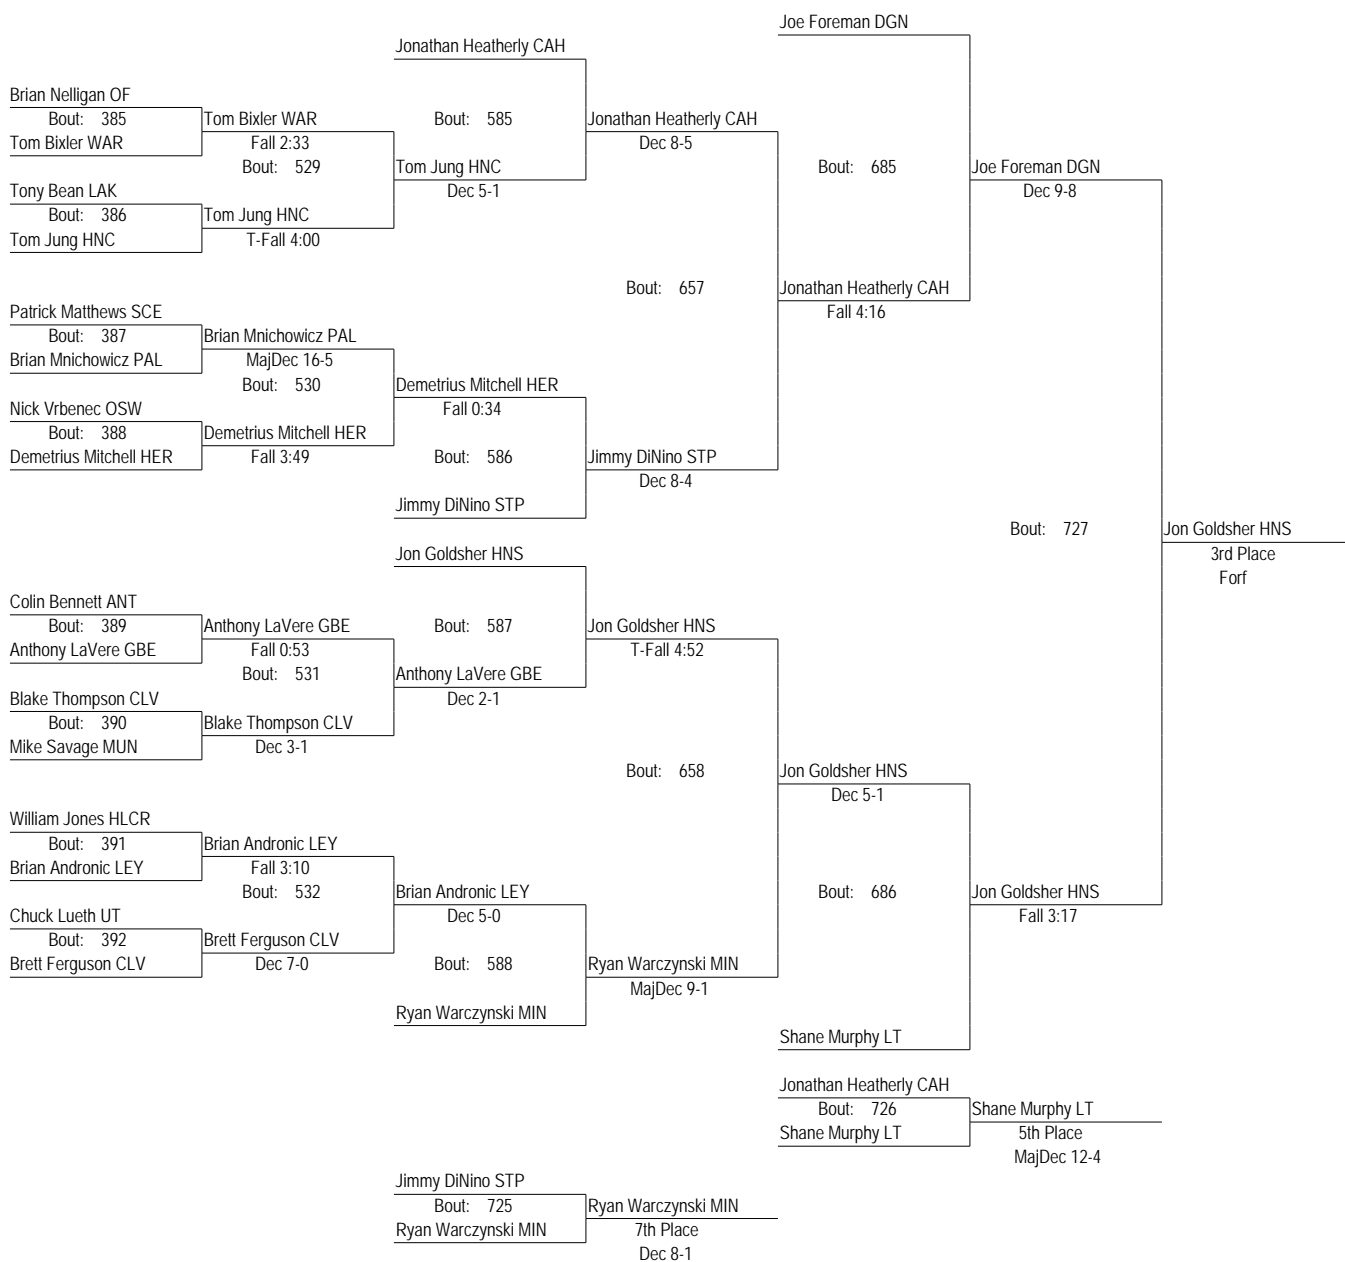 Joe Foreman DGN
Jonathan Heatherly CAH
Brian Nelligan OF
Bout: 385
Tom Bixler WAR
Bout: 585
Jonathan Heatherly CAH
Tom Bixler WAR
Fall 2:33
Dec 8-5
Bout: 529
Tom Jung HNC
Bout: 685
Joe Foreman DGN
Tony Bean LAK
Dec 5-1
Dec 9-8
Bout: 386
Tom Jung HNC
Tom Jung HNC
T-Fall 4:00
Bout: 657
Jonathan Heatherly CAH
Patrick Matthews SCE
Fall 4:16
Bout: 387
Brian Mnichowicz PAL
Brian Mnichowicz PAL
MajDec 16-5
Bout: 530
Demetrius Mitchell HER
Nick Vrbenec OSW
Fall 0:34
Bout: 388
Demetrius Mitchell HER
Demetrius Mitchell HER
Fall 3:49
Bout: 586
Jimmy DiNino STP
Dec 8-4
Jimmy DiNino STP
Bout: 727
Jon Goldsher HNS
Jon Goldsher HNS
3rd Place
Forf
Colin Bennett ANT
Bout: 389
Anthony LaVere GBE
Bout: 587
Jon Goldsher HNS
Anthony LaVere GBE
Fall 0:53
T-Fall 4:52
Bout: 531
Anthony LaVere GBE
Blake Thompson CLV
Dec 2-1
Bout: 390
Blake Thompson CLV
Mike Savage MUN
Dec 3-1
Bout: 658
Jon Goldsher HNS
Dec 5-1
William Jones HLCR
Bout: 391
Brian Andronic LEY
Brian Andronic LEY
Fall 3:10
Bout: 532
Brian Andronic LEY
Bout: 686
Jon Goldsher HNS
Chuck Lueth UT
Dec 5-0
Fall 3:17
Bout: 392
Brett Ferguson CLV
Brett Ferguson CLV
Dec 7-0
Bout: 588
Ryan Warczynski MIN
MajDec 9-1
Ryan Warczynski MIN
Shane Murphy LT
Jonathan Heatherly CAH
Bout: 726
Shane Murphy LT
Shane Murphy LT
5th Place
MajDec 12-4
Jimmy DiNino STP
Bout: 725
Ryan Warczynski MIN
Ryan Warczynski MIN
7th Place
Dec 8-1